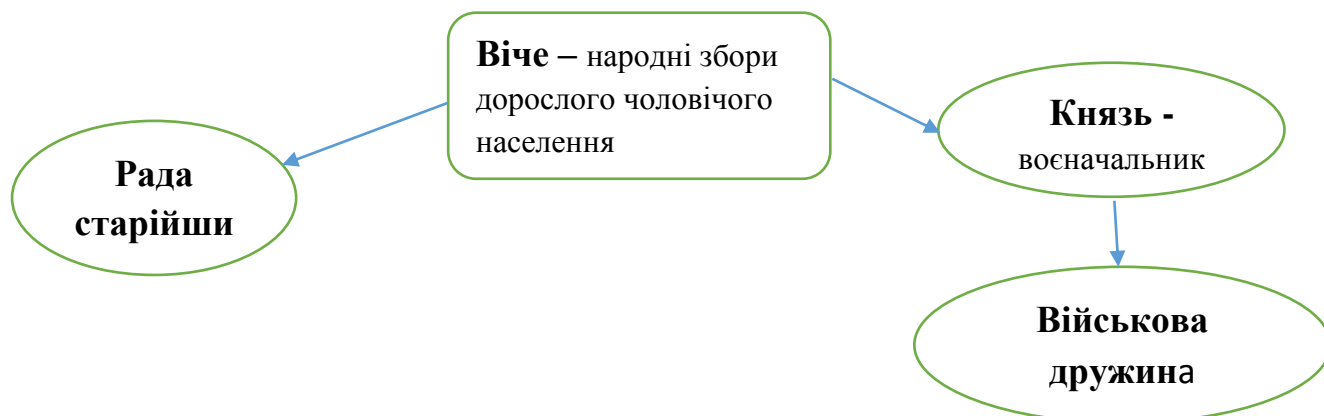 Віче – народні збори
дорослого чоловічого
населення
Князь -
воєначальник
Рада
старійши
Військова
дружина